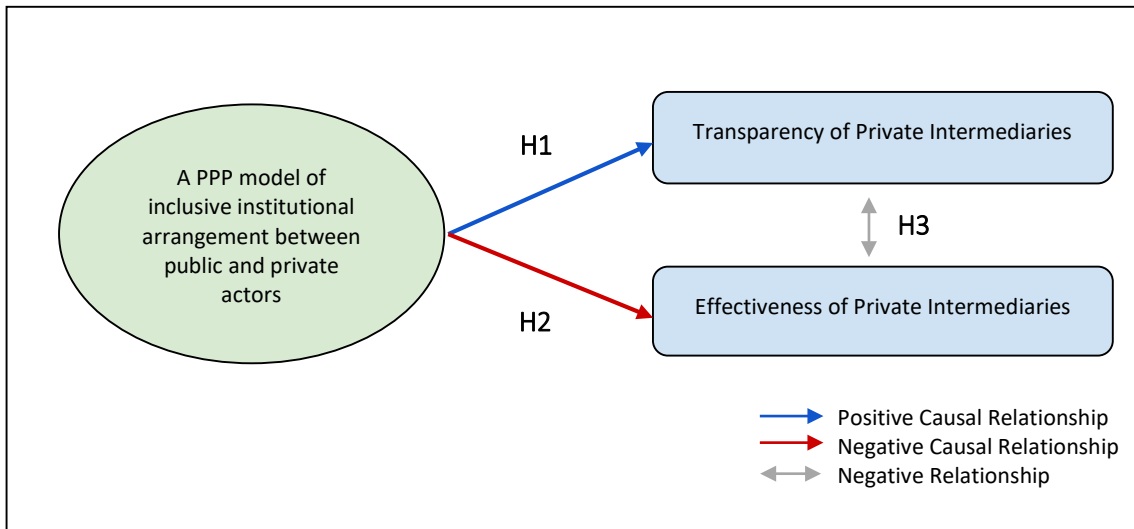 A PPP model of
inclusive institutional
arrangement between
public and private
actors
H1
H2
Transparency of Private Intermediaries
H3
Effectiveness of Private Intermediaries
Positive Causal Relationship
Negative Causal Relationship
Negative Relationship